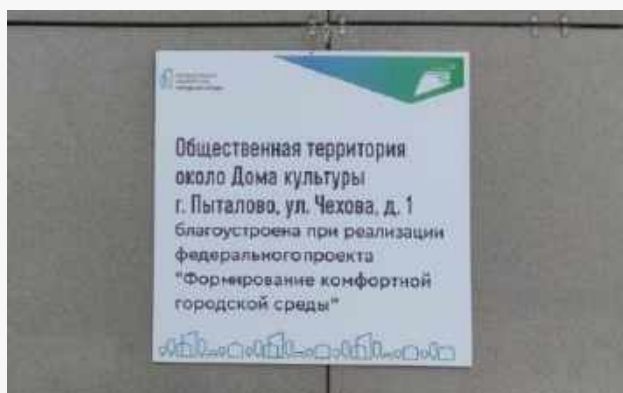 Общественная территория
около Дома культуры
г. Пыталово, ул. Чехова, д. 1
благоустроена при реализации
федерального проекта
"Формирование комфортной
городской среды"